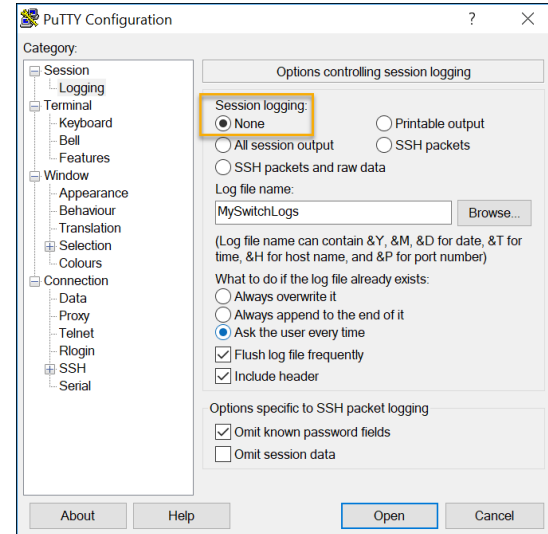 PuTTY Configuration
?
Category:
Session
Logging
Terminal
Keyboard
Bell
Features
Window
Appearance
Behaviour
Translation
Selection
Colours
Connection
Data
Proxy
Telnet
Rlogin
SSH
Serial
Options controlling session logging
Session logging:
None
Printable output
All session output
SSH packets
SSH packets and raw data
Log file name:
MySwitchLogs
Browse...
(Log file name can contain &Y, &M, &D for date, &T for
time, &H for host name, and &P for port number)
What to do if the log file already exists:
Always overwrite it
Always append to the end of it
Ask the user every time
Flush log file frequently
Include header
Options specific to SSH packet logging
Omit known password fields
Omit session data
About
Help
Open
Cancel